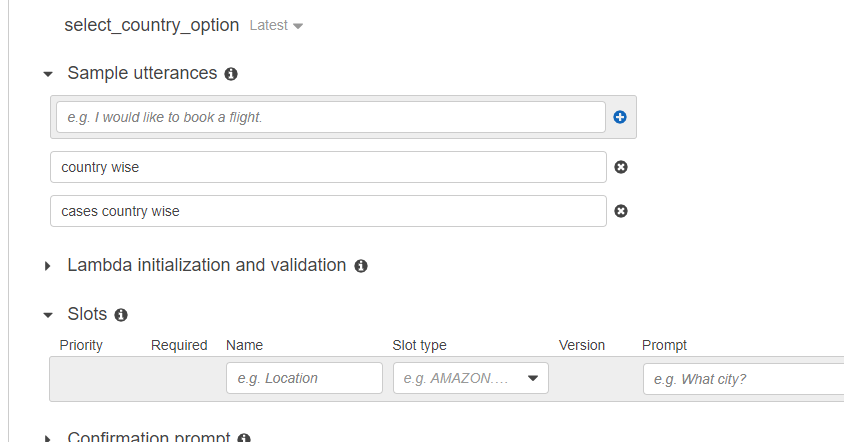 select_country_option Latest
Sample utterances
e.g. I would like to book a flight.
country wise
cases country wise
Lambda initialization and validation
Slots
Priority Required Name Slot type Version Prompt
e.g. Location e.g. AMAZON.... e.g. What city?
Confirmation prompt